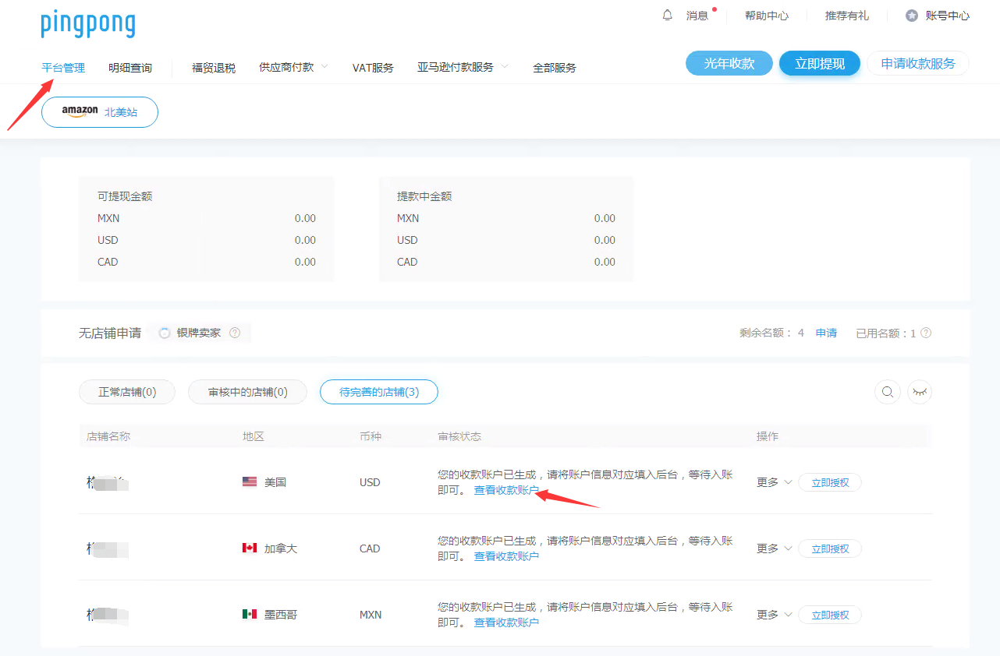 pingpong
消息
帮助中心
推荐有礼
账号中心
平台管理
明细查询
福贸退税
供应商付款
VAT服务
亚马逊付款服务
全部服务
光年收款
立即提现
申请收款服务
amazon 北美站
可提现金额
MXN 0.00
USD 0.00
CAD 0.00
提款中金额
MXN 0.00
USD 0.00
CAD 0.00
无店铺申请 银牌卖家 ?
剩余名额： 4 申请 已用名额：1 ?
正常店铺(0) 审核中的店铺(0) 待完善的店铺(3)
店铺名称 地区 币种 审核状态 操作
美国 USD 您的收款账户已生成，请将账户信息对应填入后台，等待入账 更多 立即授权
即可。 查看收款账户
加拿大 CAD 您的收款账户已生成，请将账户信息对应填入后台，等待入账 更多 立即授权
即可。 查看收款账户
墨西哥 MXN 您的收款账户已生成，请将账户信息对应填入后台，等待入账 更多 立即授权
即可。 查看收款账户